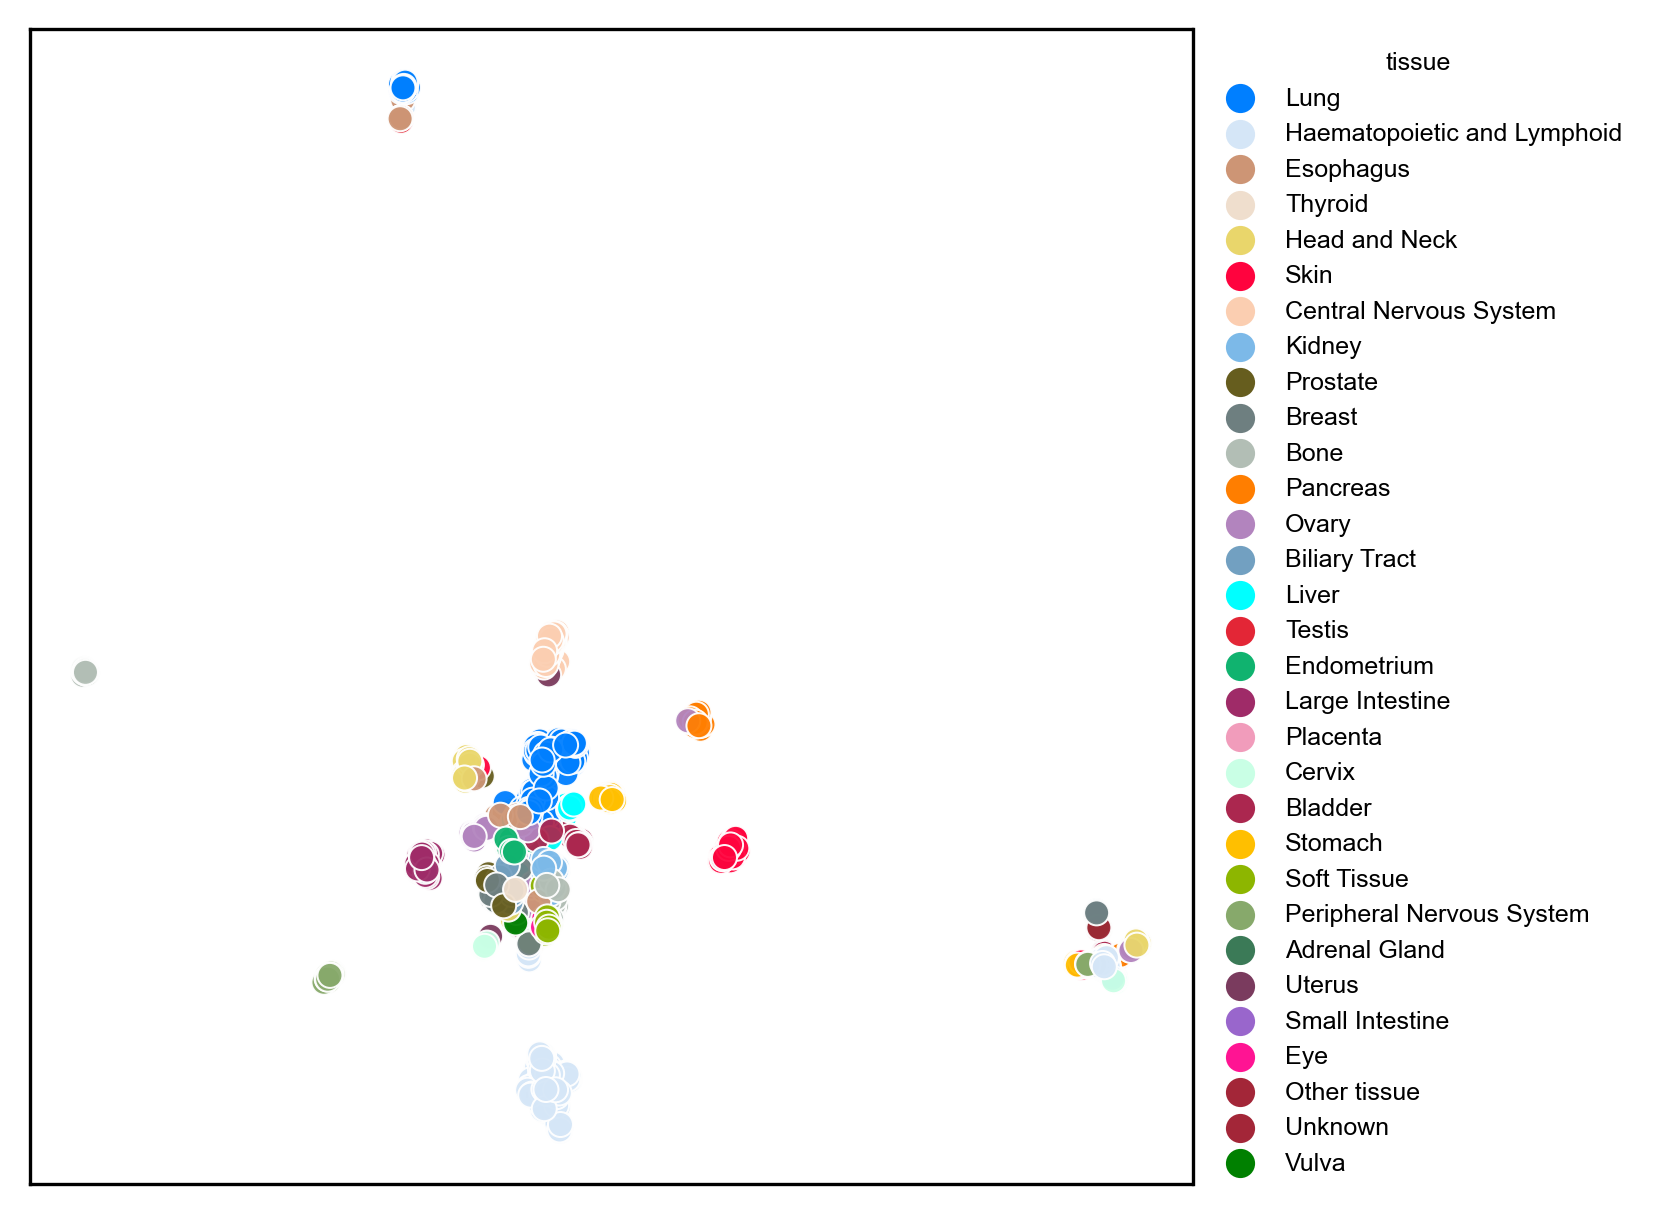 tissue
Lung
Haematopoietic and Lymphoid
Esophagus
Thyroid
Head and Neck
Skin
Central Nervous System
Kidney
Prostate
Breast
Bone
Pancreas
Ovary
Biliary Tract
Liver
Testis
Endometrium
Large Intestine
Placenta
Cervix
Bladder
Stomach
Soft Tissue
Peripheral Nervous System
Adrenal Gland
Uterus
Small Intestine
Eye
Other tissue
Unknown
Vulva